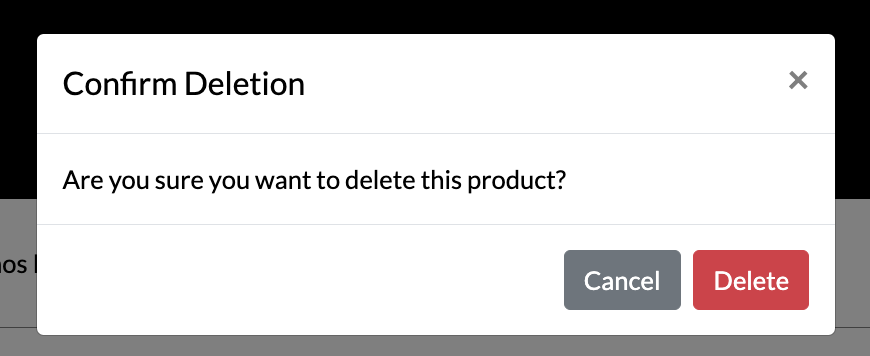 Confirm Deletion ×
Are you sure you want to delete this product?
Cancel Delete